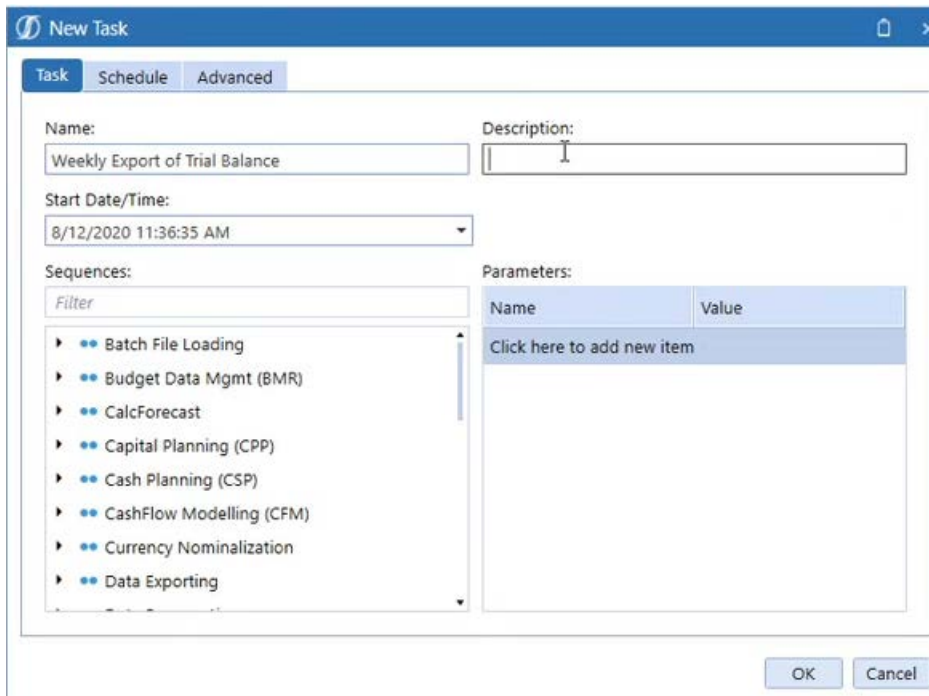 New Task
Task Schedule Advanced
Name: Description:
Weekly Export of Trial Balance
Start Date/Time:
8/12/2020 11:36:35 AM
Sequences: Parameters:
Filter Name Value
Click here to add new item
Batch File Loading
Budget Data Mgmt (BMR)
CalcForecast
Capital Planning (CPP)
Cash Planning (CSP)
CashFlow Modelling (CFM)
Currency Nominalization
Data Exporting
OK Cancel